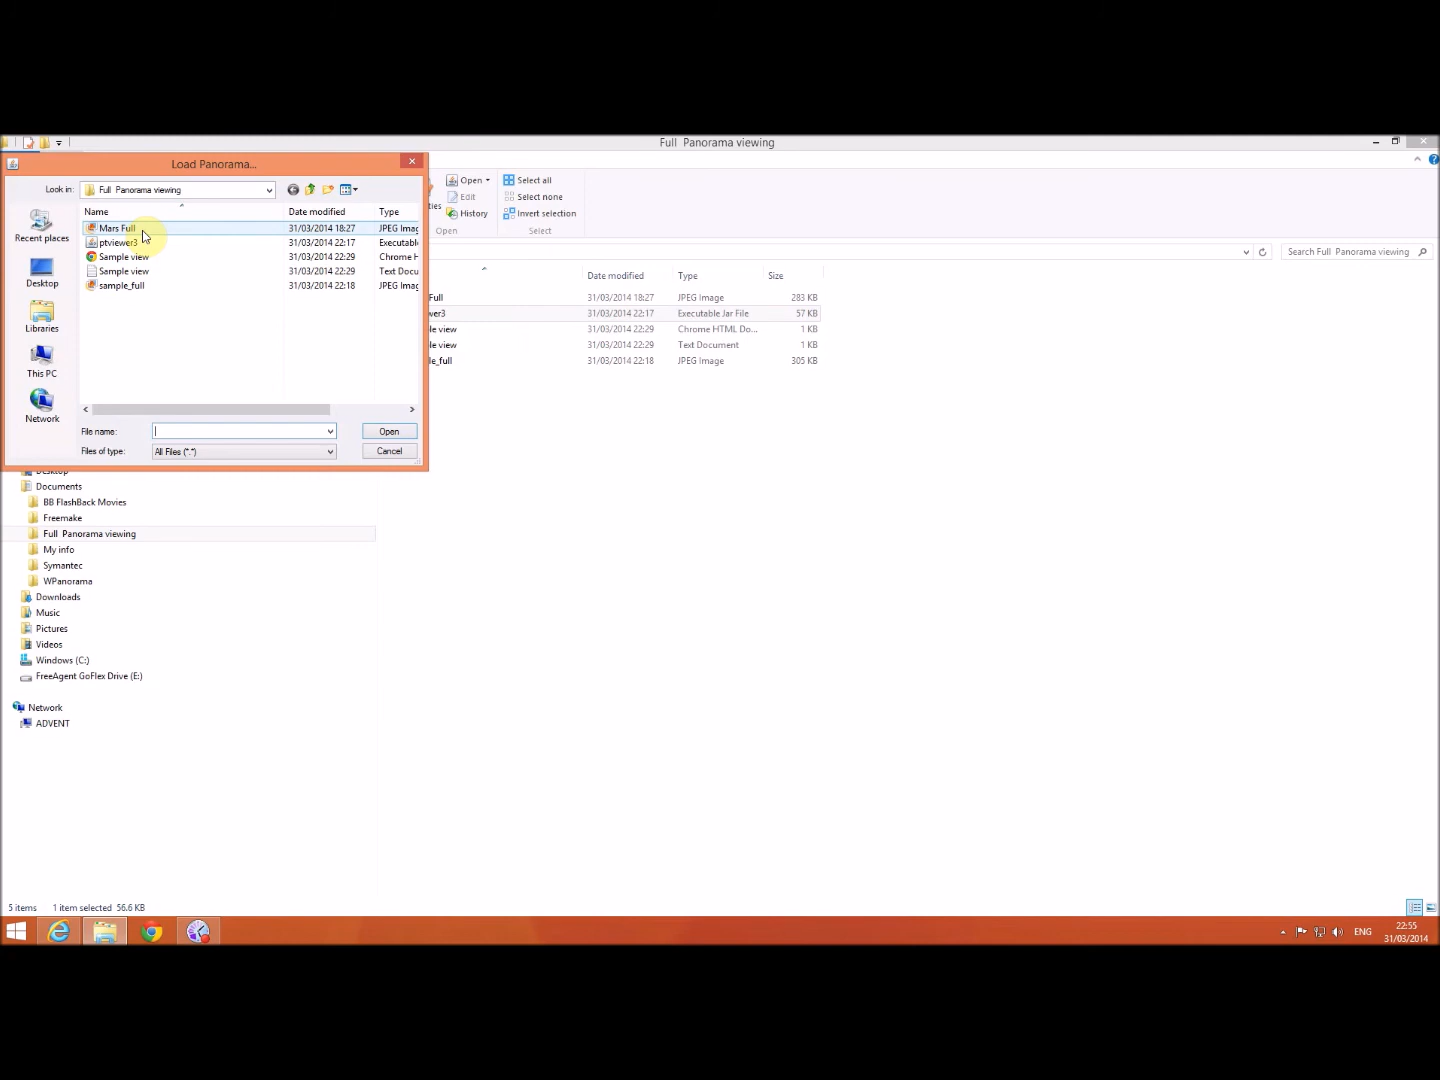 Full  Panorama viewing
Load Panorama...
Look in:
Full  Panorama viewing
Name
Date modified
Type
Mars Full
31/03/2014 18:27
JPEG Imag
ptviewer3
31/03/2014 22:17
Executab
Sample view
31/03/2014 22:29
Chrome H
Sample view
31/03/2014 22:29
Text Docu
sample_full
31/03/2014 22:18
JPEG Imag
Recent places
Desktop
Libraries
This PC
Network
File name:
Open
Files of type:
All Files (*.*)
Cancel
ties
Open
Edit
History
Open
Select all
Select none
Invert selection
Select
Search Full  Panorama viewing
Date modified
Type
Size
Full
31/03/2014 18:27
JPEG Image
283 KB
wer3
31/03/2014 22:17
Executable Jar File
57 KB
le view
31/03/2014 22:29
Chrome HTML Do...
1 KB
le view
31/03/2014 22:29
Text Document
1 KB
le_full
31/03/2014 22:18
JPEG Image
305 KB
Desktop
Documents
BB FlashBack Movies
Freemake
Full  Panorama viewing
My info
Symantec
WPanorama
Downloads
Music
Pictures
Videos
Windows (C:)
FreeAgent GoFlex Drive (E:)
Network
ADVENT
5 items
1 item selected  56.6 KB
ENG
22:55
31/03/2014